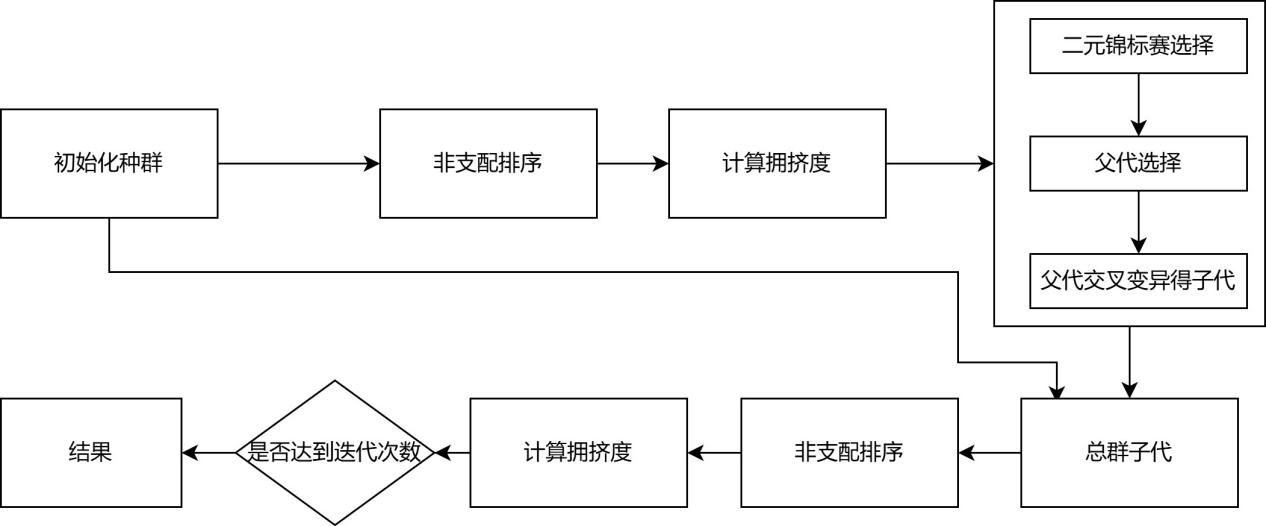 初始化种群
非支配排序
计算拥挤度
二元锦标赛选择
父代选择
父代交叉变异得子代
总群子代
非支配排序
计算拥挤度
是否达到迭代次数
结果